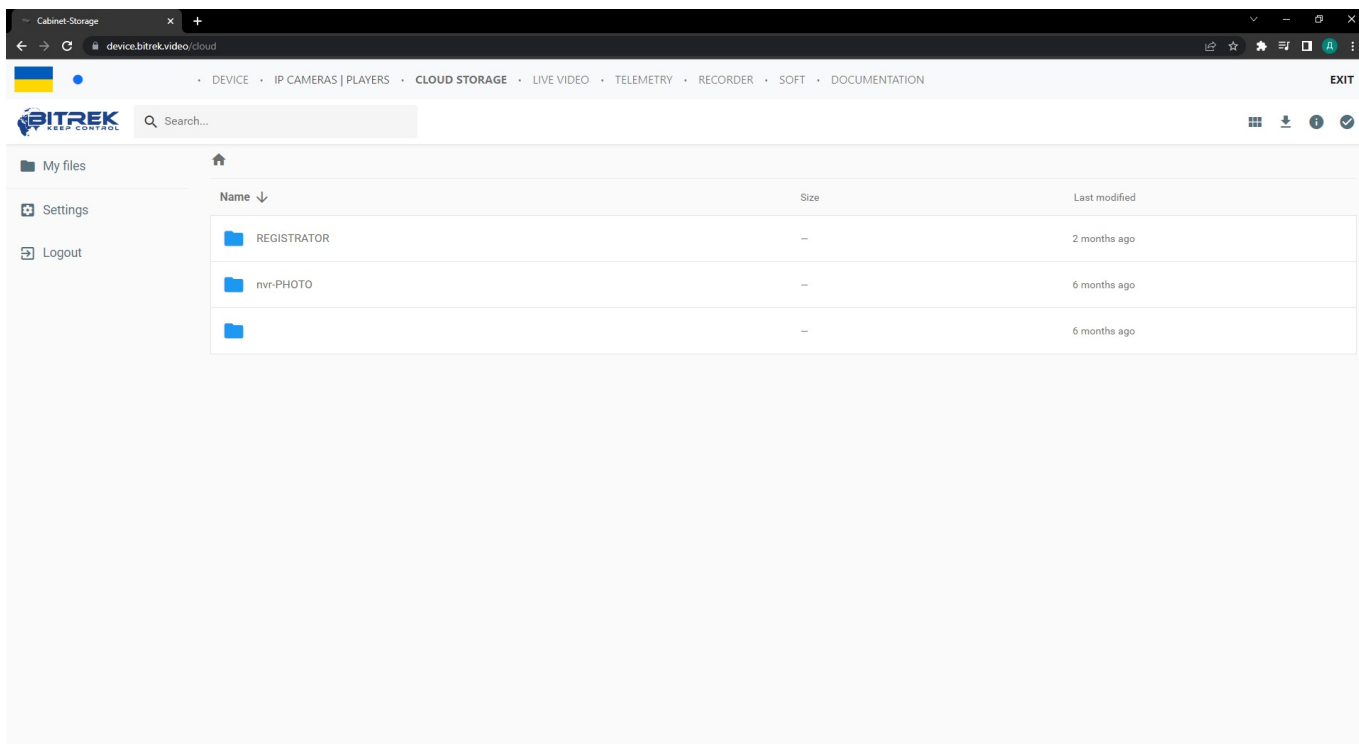 Cabinet-Storage
device.bitrek.video/cloud
Д
• DEVICE • IP CAMERAS | PLAYERS • CLOUD STORAGE • LIVE VIDEO • TELEMETRY • RECORDER • SOFT • DOCUMENTATION
EXIT
BITREK
KEEP CONTROL
Search...
My files
Settings
Logout
Name Size Last modified
REGISTRATOR – 2 months ago
nvr-PHOTO – 6 months ago
– 6 months ago